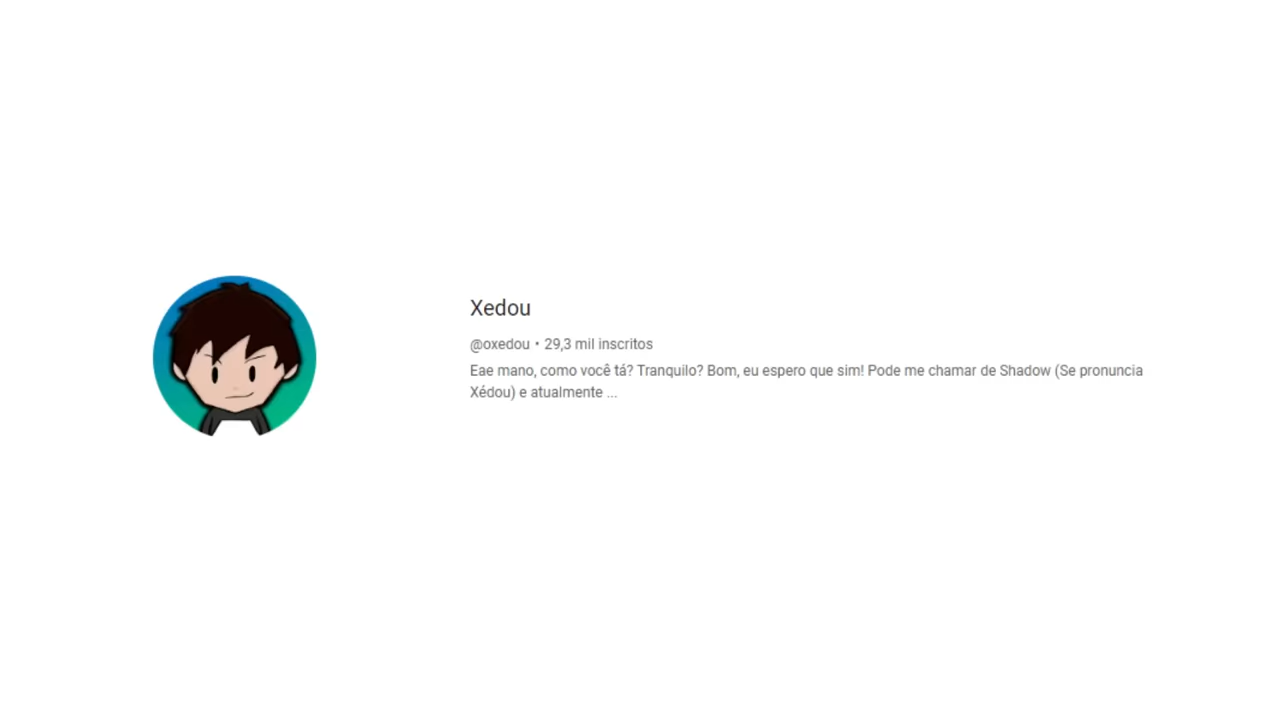 Xedou
@oxedou • 29,3 mil inscritos
Eae mano, como você tá? Tranquilo? Bom, eu espero que sim! Pode me chamar de Shadow (Se pronuncia
Xédou) e atualmente ...